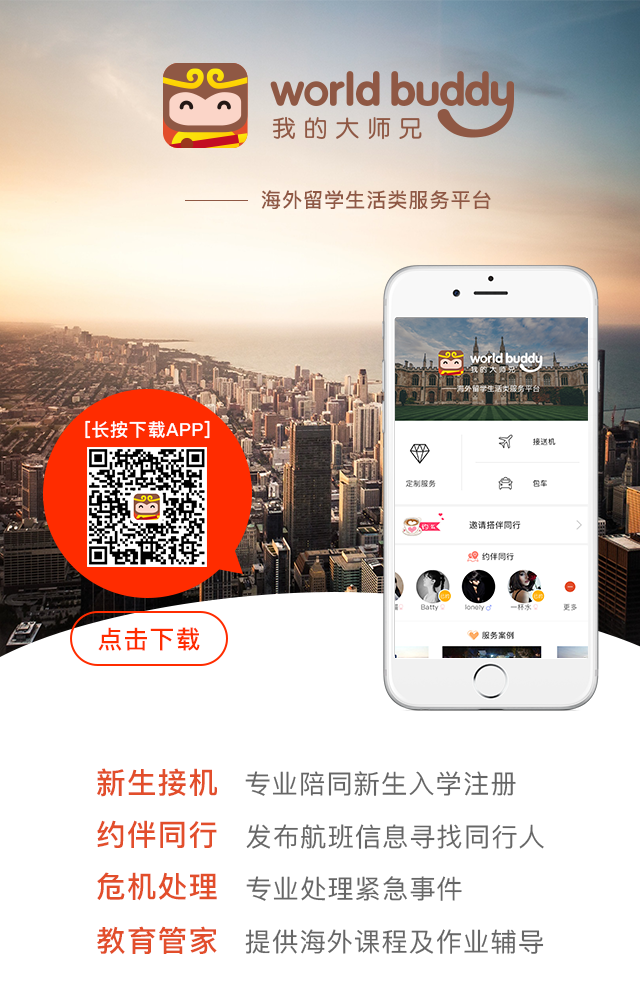 world buddy
我的大师兄
海外留学生活类服务平台
[长按下载APP]
点击下载
world buddy
我的大师兄
海外留学生活类服务平台
定制服务
接送机
包车
邀请搭伴同行
约伴同行
Batty
lonely
一杯水
更多
服务案例
新生接机 专业陪同新生入学注册
约伴同行 发布航班信息寻找同行人
危机处理 专业处理紧急事件
教育管家 提供海外课程及作业辅导